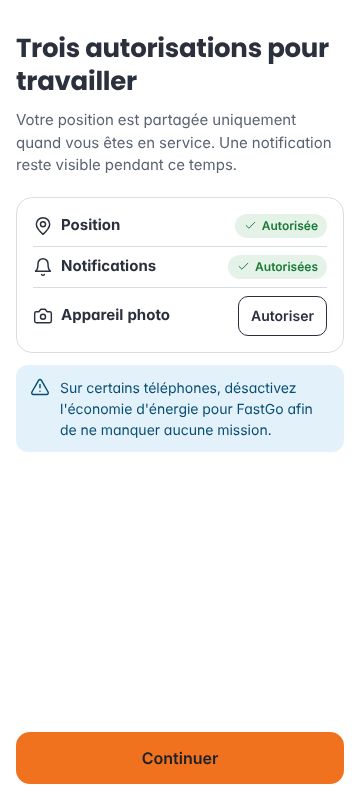 Trois autorisations pour
travailler
Votre position est partagée uniquement
quand vous êtes en service. Une notification
reste visible pendant ce temps.
Position
Autorisée
Notifications
Autorisées
Appareil photo
Autoriser
Sur certains téléphones, désactivez
l'économie d'énergie pour FastGo afin
de ne manquer aucune mission.
Continuer